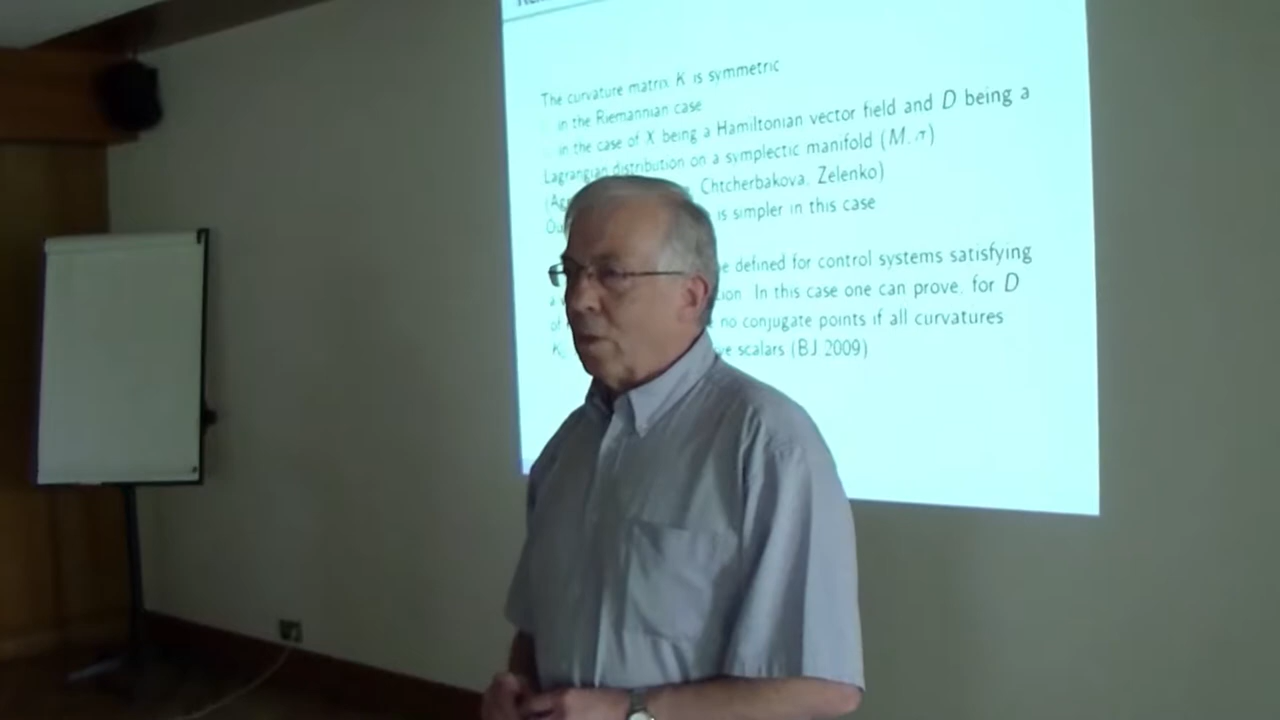 The curvature matrix K is symmetric
in the Riemannian case
in the case of X being a Hamiltonian vector field and D being a
Lagrangian distribution on a symplectic manifold (M, σ)
Chtcherbakova, Zelenko)
is simpler in this case
defined for control systems satisfying
In this case one can prove, for D
of
no conjugate points if all curvatures
scalars (BJ 2009)